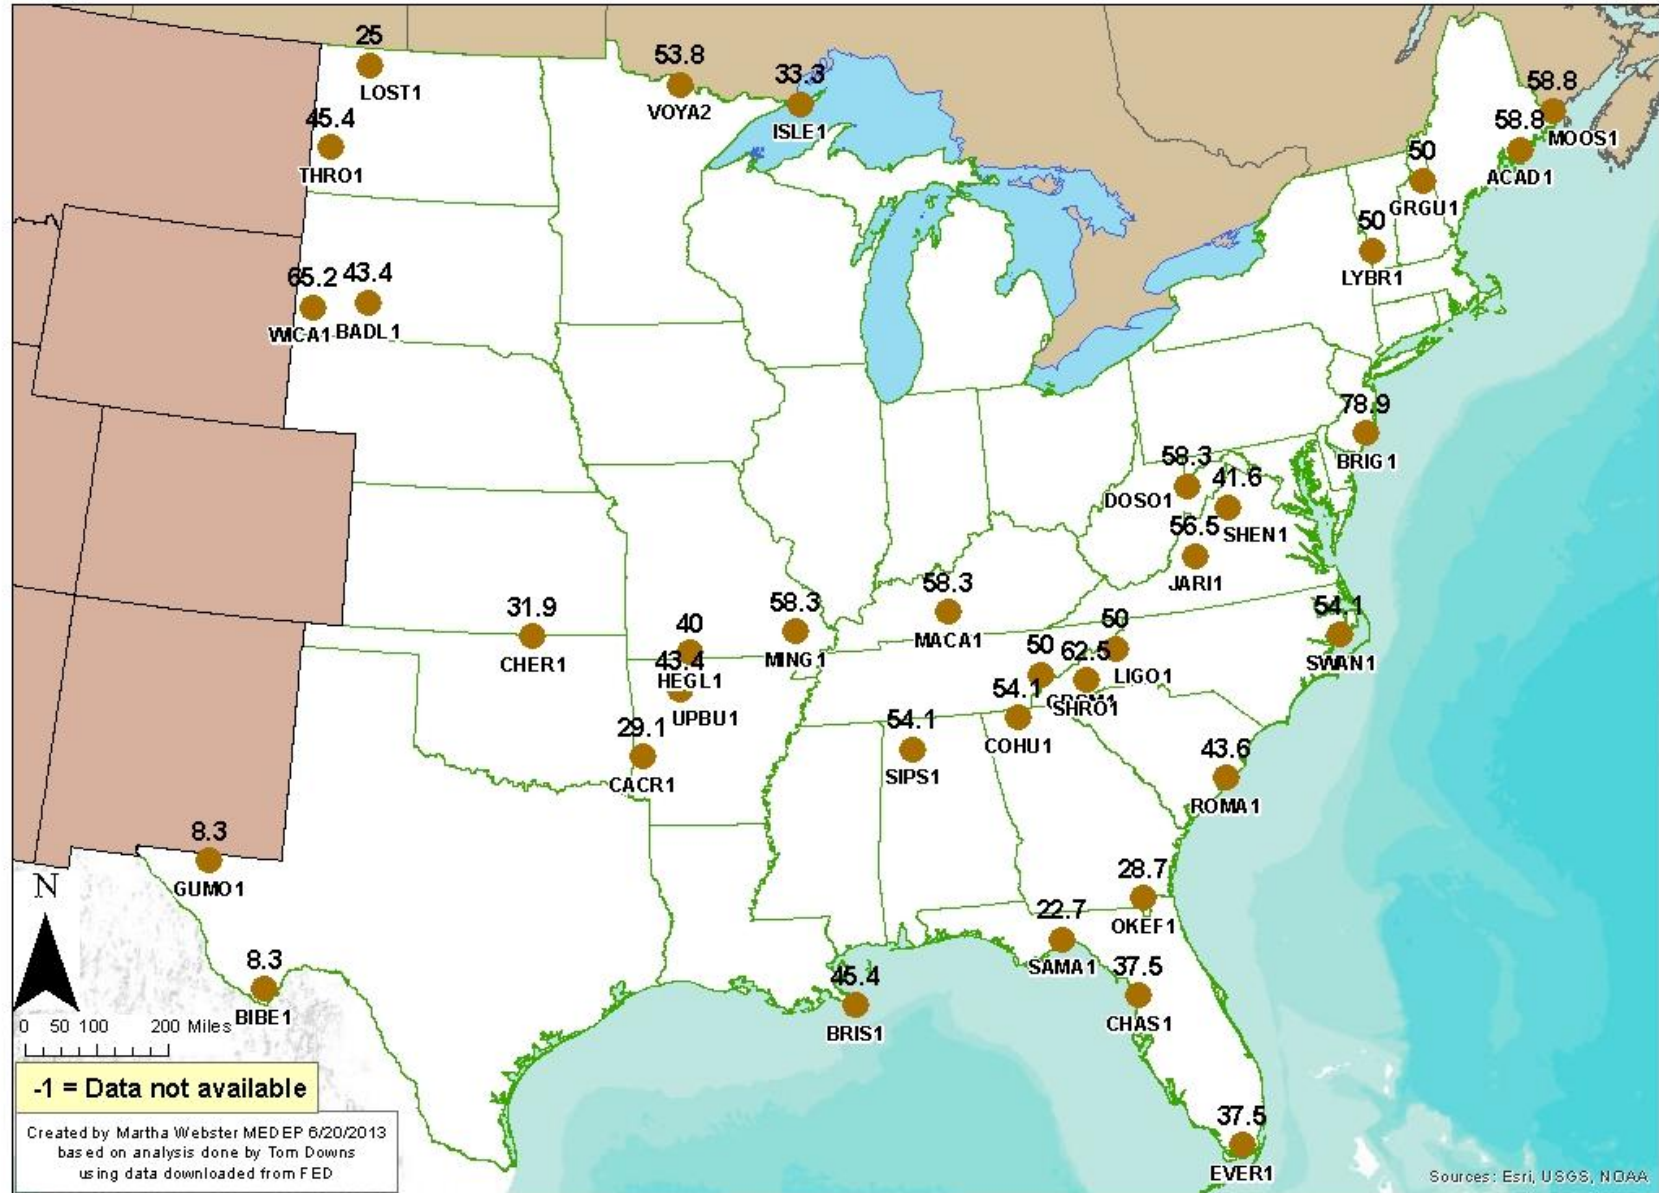 25
LOST1
53.8
VOYA2
33.3
ISLE1
58.8
MOOS1
58.8
ACAD1
45.4
THRO1
50
GRGU1
50
LYBR1
65.2
WICA1
43.4
BADL1
78.9
BRIG1
58.3
DOSO1
41.6
SHEN1
56.5
JARI1
58.3
MACA1
31.9
CHER1
40
HEGL1
58.3
MING1
50
62.5
SHRO1
50
LIGO1
54.1
SWAN1
43.4
UPBU1
54.1
COHU1
29.1
CACR1
54.1
SIPS1
43.6
ROMA1
8.3
GUMO1
28.7
OKEF1
22.7
SAMA1
37.5
CHAS1
8.3
BIBE1
45.4
BRIS1
37.5
EVER1
N
0 50 100 200 Miles
-1 = Data not available
Created by Martha Webster MEDEP 6/20/2013
based on analysis done by Tom Downs
using data downloaded from FED
Sources: Esri, USGS, NOAA